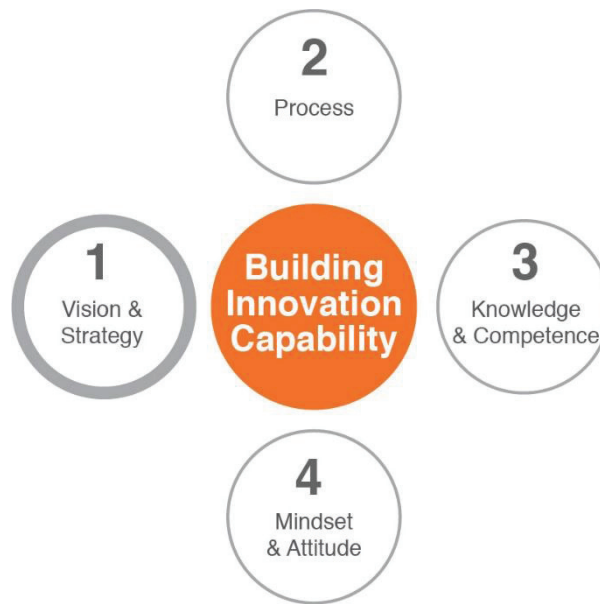 2
Process
1
Vision &
Strategy
Building
Innovation
Capability
3
Knowledge
& Competence
4
Mindset
& Attitude